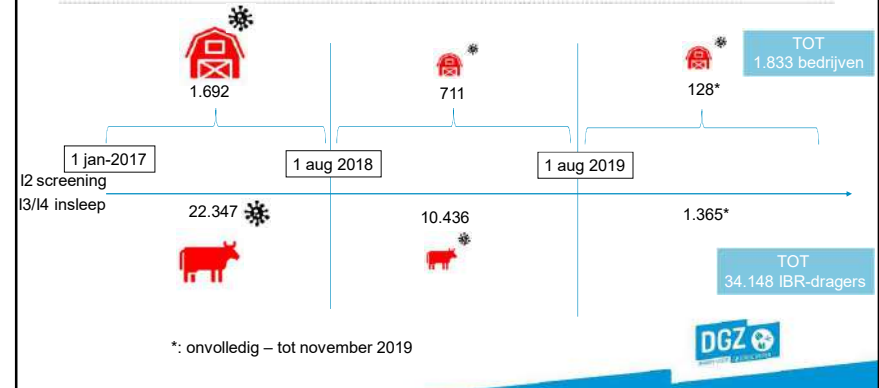 TOT
1.833 bedrijven
1.692
711
128*
1 jan-2017
1 aug 2018
1 aug 2019
I2 screening
I3/I4 insleep
22.347
10.436
1.365*
TOT
34.148 IBR-dragers
*: onvolledig – tot november 2019
DGZ